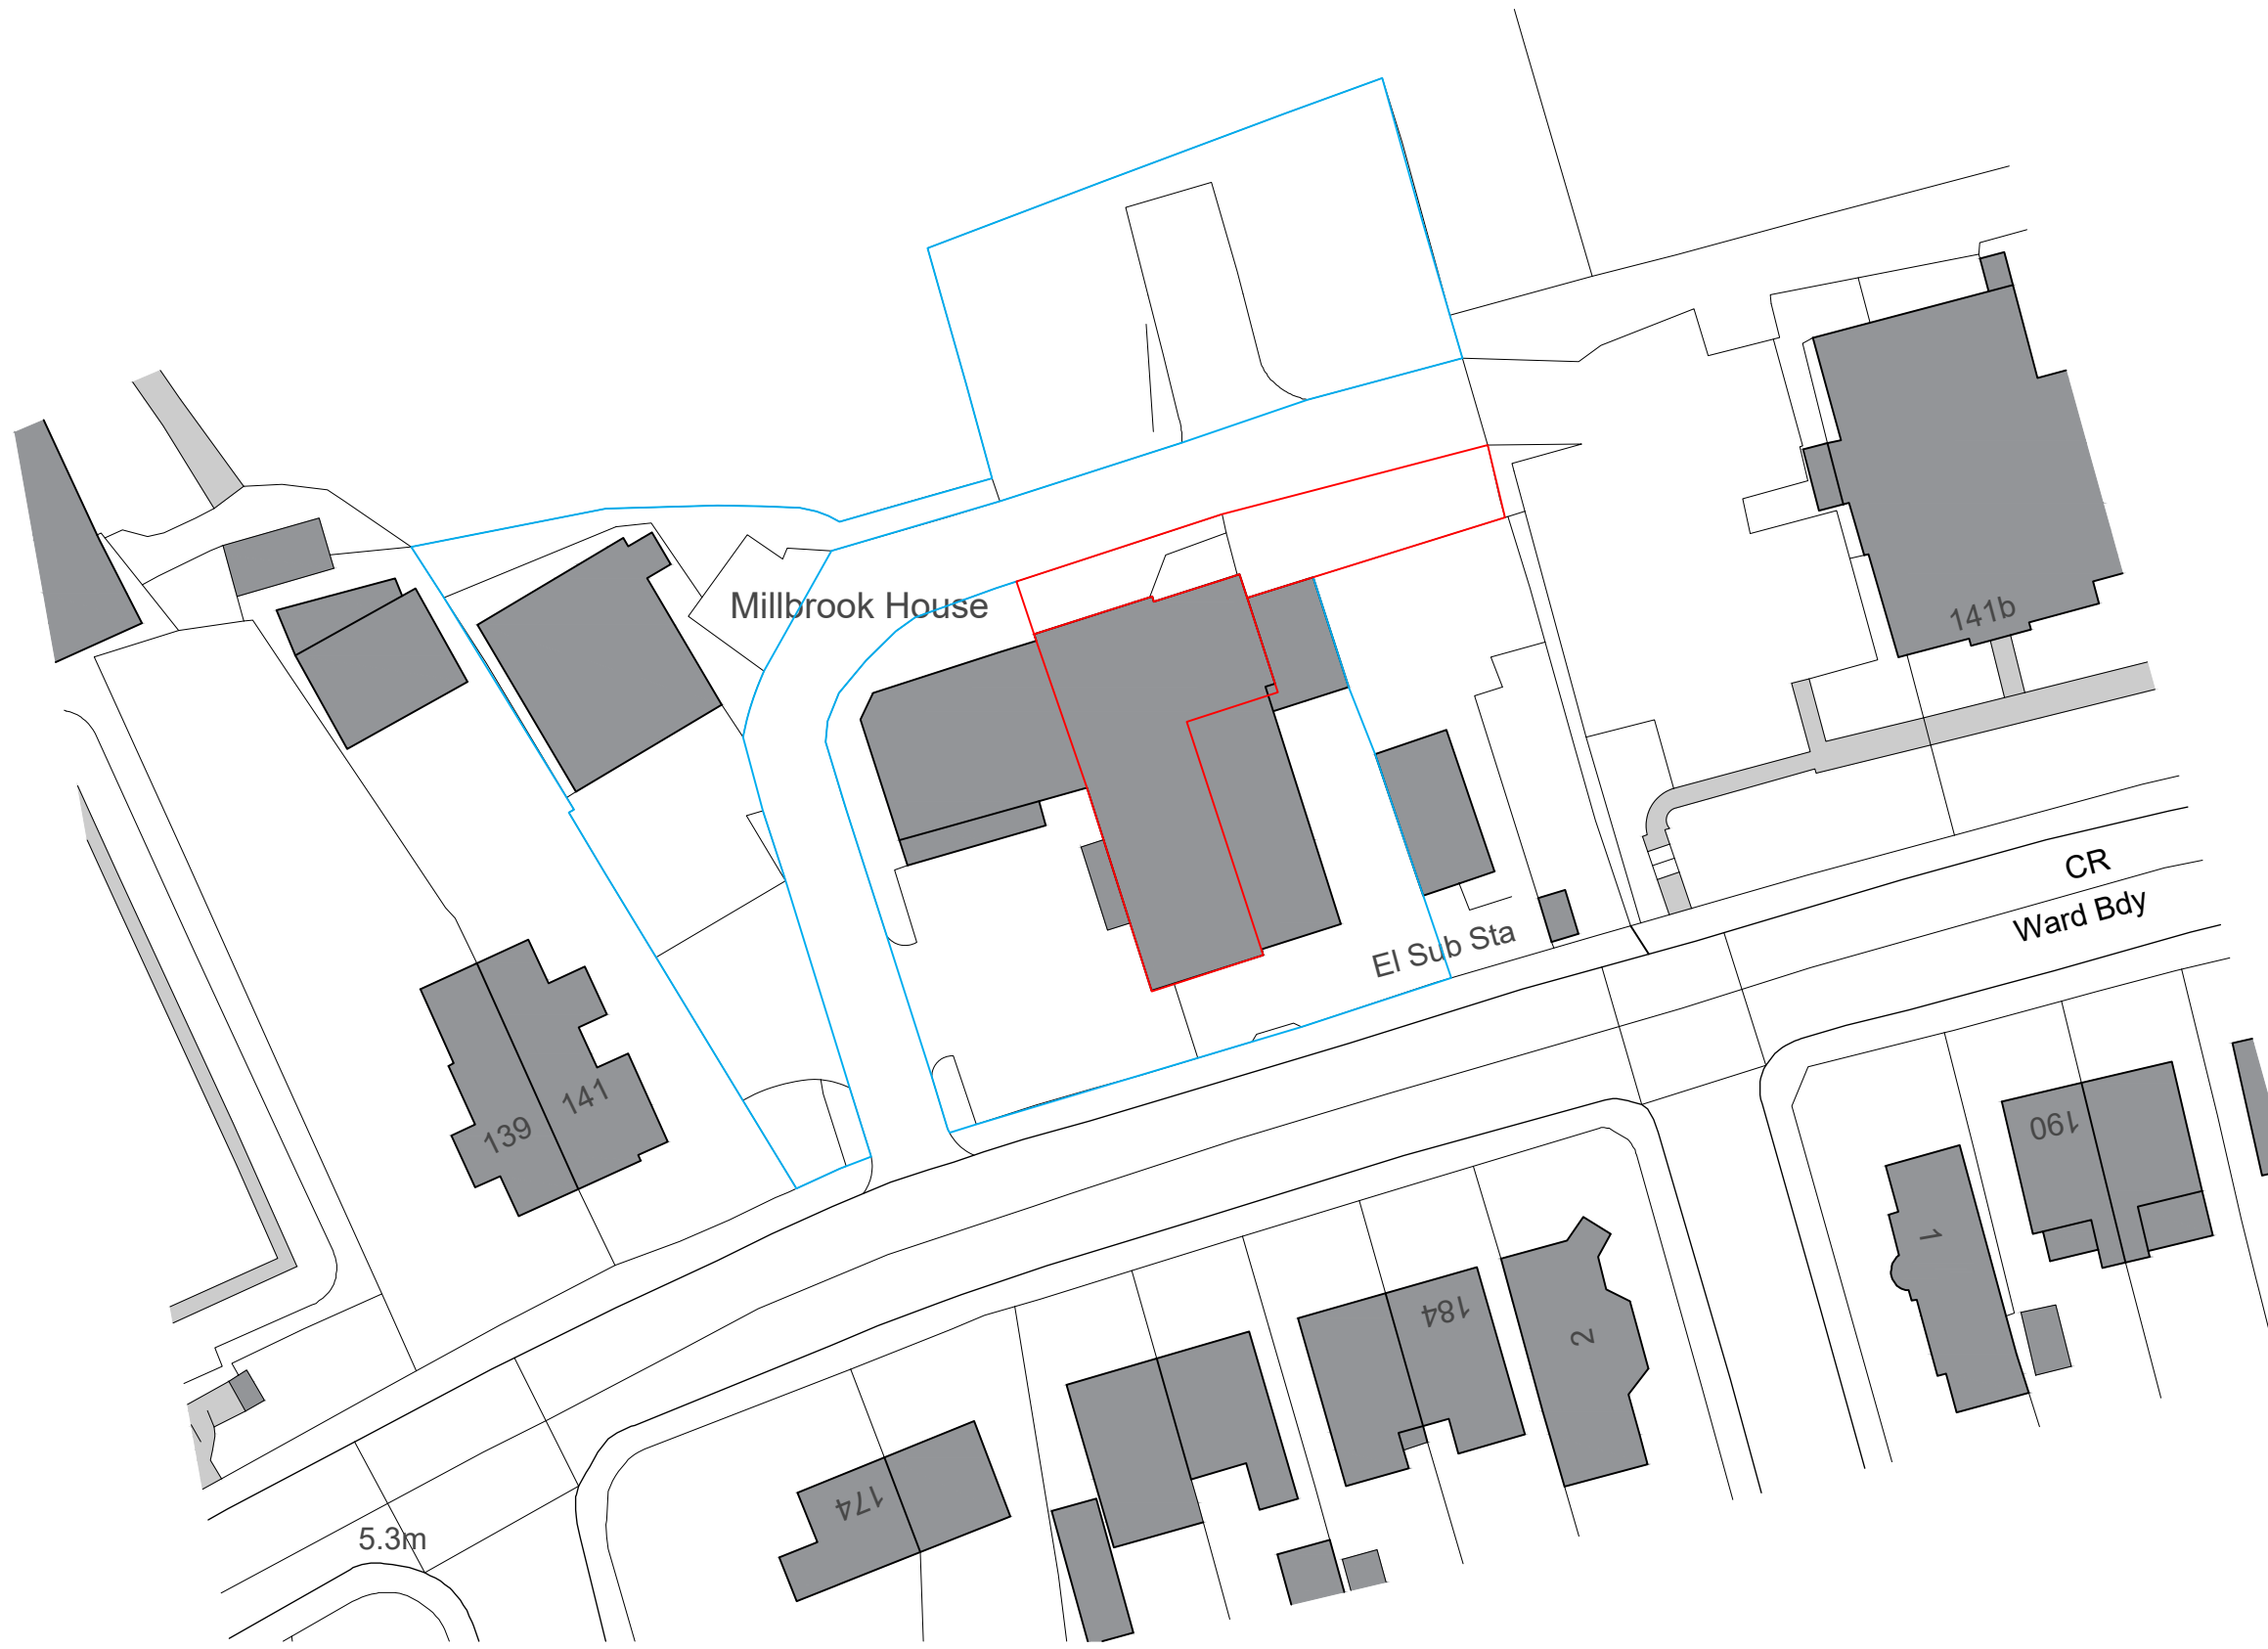 Millbrook House
141b
CR
Ward Bdy
El Sub Sta
141
139
190
1
184
2
174
5.3m